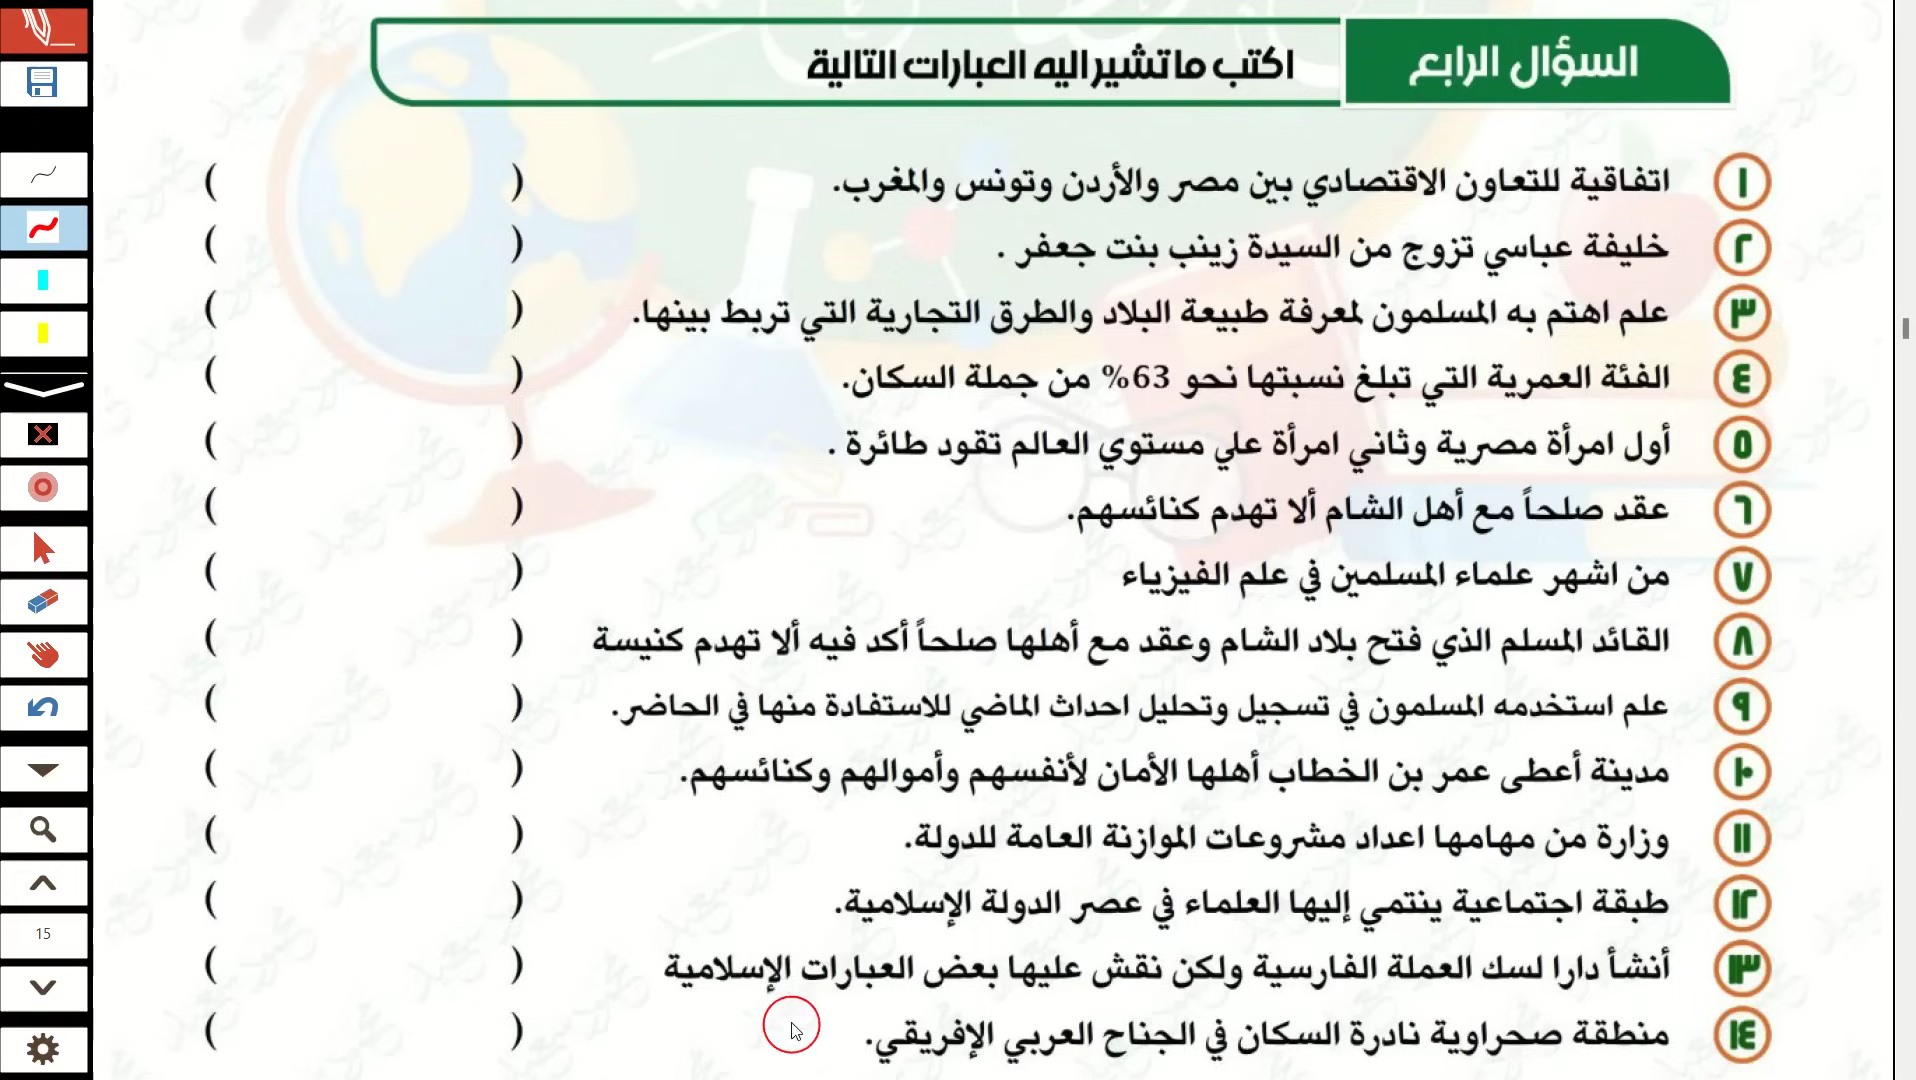 السؤال الرابع
اكتب ما تشير اليه العبارات التالية
١ اتفاقية للتعاون الاقتصادي بين مصر والأردن وتونس والمغرب. ( )
٢ خليفة عباسي تزوج من السيدة زينب بنت جعفر . ( )
٣ علم اهتم به المسلمون لمعرفة طبيعة البلاد والطرق التجارية التي تربط بينها. ( )
٤ الفئة العمرية التي تبلغ نسبتها نحو 63% من جملة السكان. ( )
٥ أول امرأة مصرية وثاني امرأة علي مستوي العالم تقود طائرة . ( )
٦ عقد صلحاً مع أهل الشام ألا تهدم كنائسهم. ( )
٧ من اشهر علماء المسلمين في علم الفيزياء ( )
٨ القائد المسلم الذي فتح بلاد الشام وعقد مع أهلها صلحاً أكد فيه ألا تهدم كنيسة ( )
٩ علم استخدمه المسلمون في تسجيل وتحليل احداث الماضي للاستفادة منها في الحاضر. ( )
١٠ مدينة أعطى عمر بن الخطاب أهلها الأمان لأنفسهم وأموالهم وكنائسهم. ( )
١١ وزارة من مهامها اعداد مشروعات الموازنة العامة للدولة. ( )
١٢ طبقة اجتماعية ينتمي إليها العلماء في عصر الدولة الإسلامية. ( )
١٣ أنشأ دارا لسك العملة الفارسية ولكن نقش عليها بعض العبارات الإسلامية ( )
١٤ منطقة صحراوية نادرة السكان في الجناح العربي الإفريقي. ( )
15